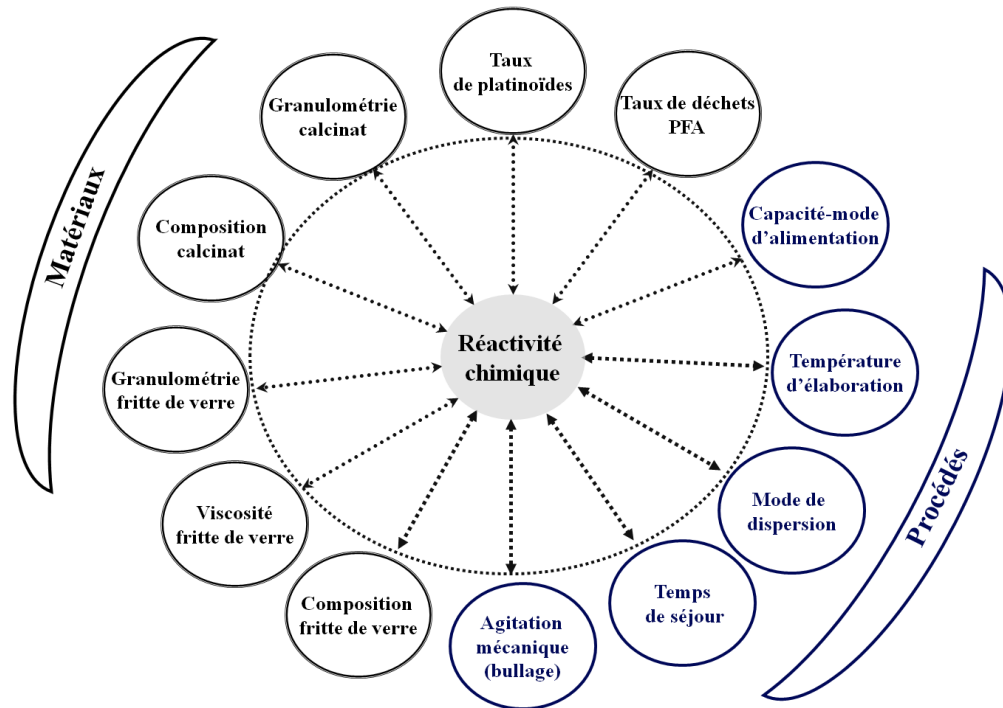 Taux
de platinoïdes
Granulométrie
calcinat
Taux de déchets
PFA
Matériaux
Composition
calcinat
Capacité-mode
d’alimentation
Réactivité
chimique
Granulométrie
fritte de verre
Température
d’élaboration
Viscosité
fritte de verre
Mode de
dispersion
Procédés
Composition
fritte de verre
Agitation
mécanique
(bullage)
Temps
de séjour